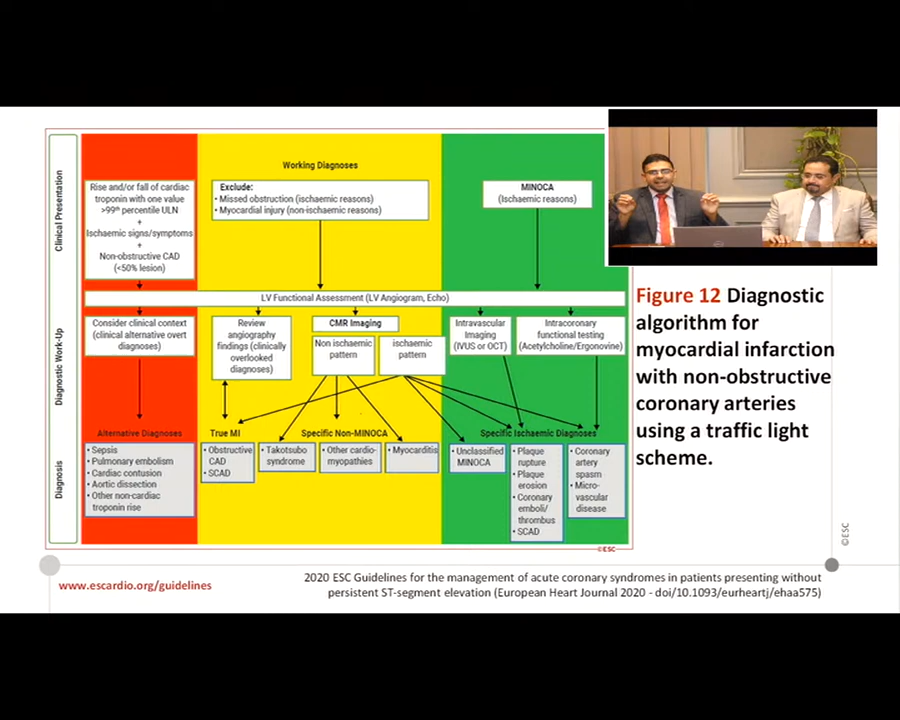 Clinical Presentation
Rise and/or fall of cardiac
troponin with one value
>99th percentile ULN
+
Ischaemic signs/symptoms
+
Non-obstructive CAD
(<50% lesion)
Working Diagnoses
Exclude:
• Missed obstruction (ischaemic reasons)
• Myocardial injury (non-ischaemic reasons)
MINOCA
(Ischaemic reasons)
LV Functional Assessment (LV Angiogram, Echo)
Diagnostic Work-Up
Consider clinical context
(clinical alternative overt
diagnoses)
Review
angiography
findings (clinically
overlooked
diagnoses)
CMR Imaging
Non ischaemic
pattern
ischaemic
pattern
Intravascular
Imaging
(IVUS or OCT)
Intracoronary
functional testing
(Acetylcholine/Ergonovine)
Diagnosis
Alternative Diagnoses
• Sepsis
• Pulmonary embolism
• Cardiac contusion
• Aortic dissection
• Other non-cardiac
troponin rise
True MI
• Obstructive
CAD
• SCAD
Specific Non-MINOCA
• Takotsubo
syndrome
• Other cardio-
myopathies
• Myocarditis
Specific Ischaemic Diagnoses
• Unclassified
MINOCA
• Plaque
rupture
• Plaque
erosion
• Coronary
emboli/
thrombus
• SCAD
• Coronary
artery
spasm
• Micro-
vascular
disease
©ESC
Figure 12 Diagnostic
algorithm for
myocardial infarction
with non-obstructive
coronary arteries
using a traffic light
scheme.
©ESC
www.escardio.org/guidelines
2020 ESC Guidelines for the management of acute coronary syndromes in patients presenting without
persistent ST-segment elevation (European Heart Journal 2020 - doi/10.1093/eurheartj/ehaa575)